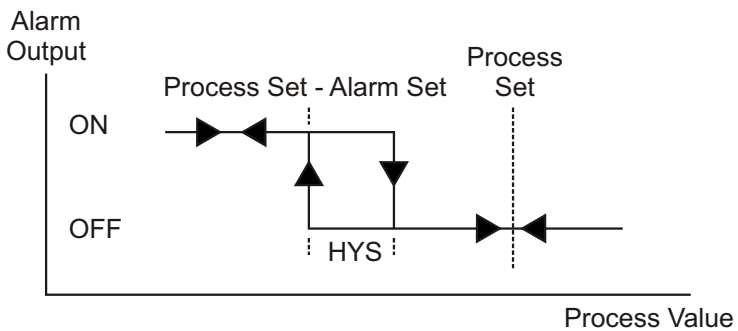 Alarm
Output
Process
Set
Process Set - Alarm Set
ON
OFF
HYS
Process Value